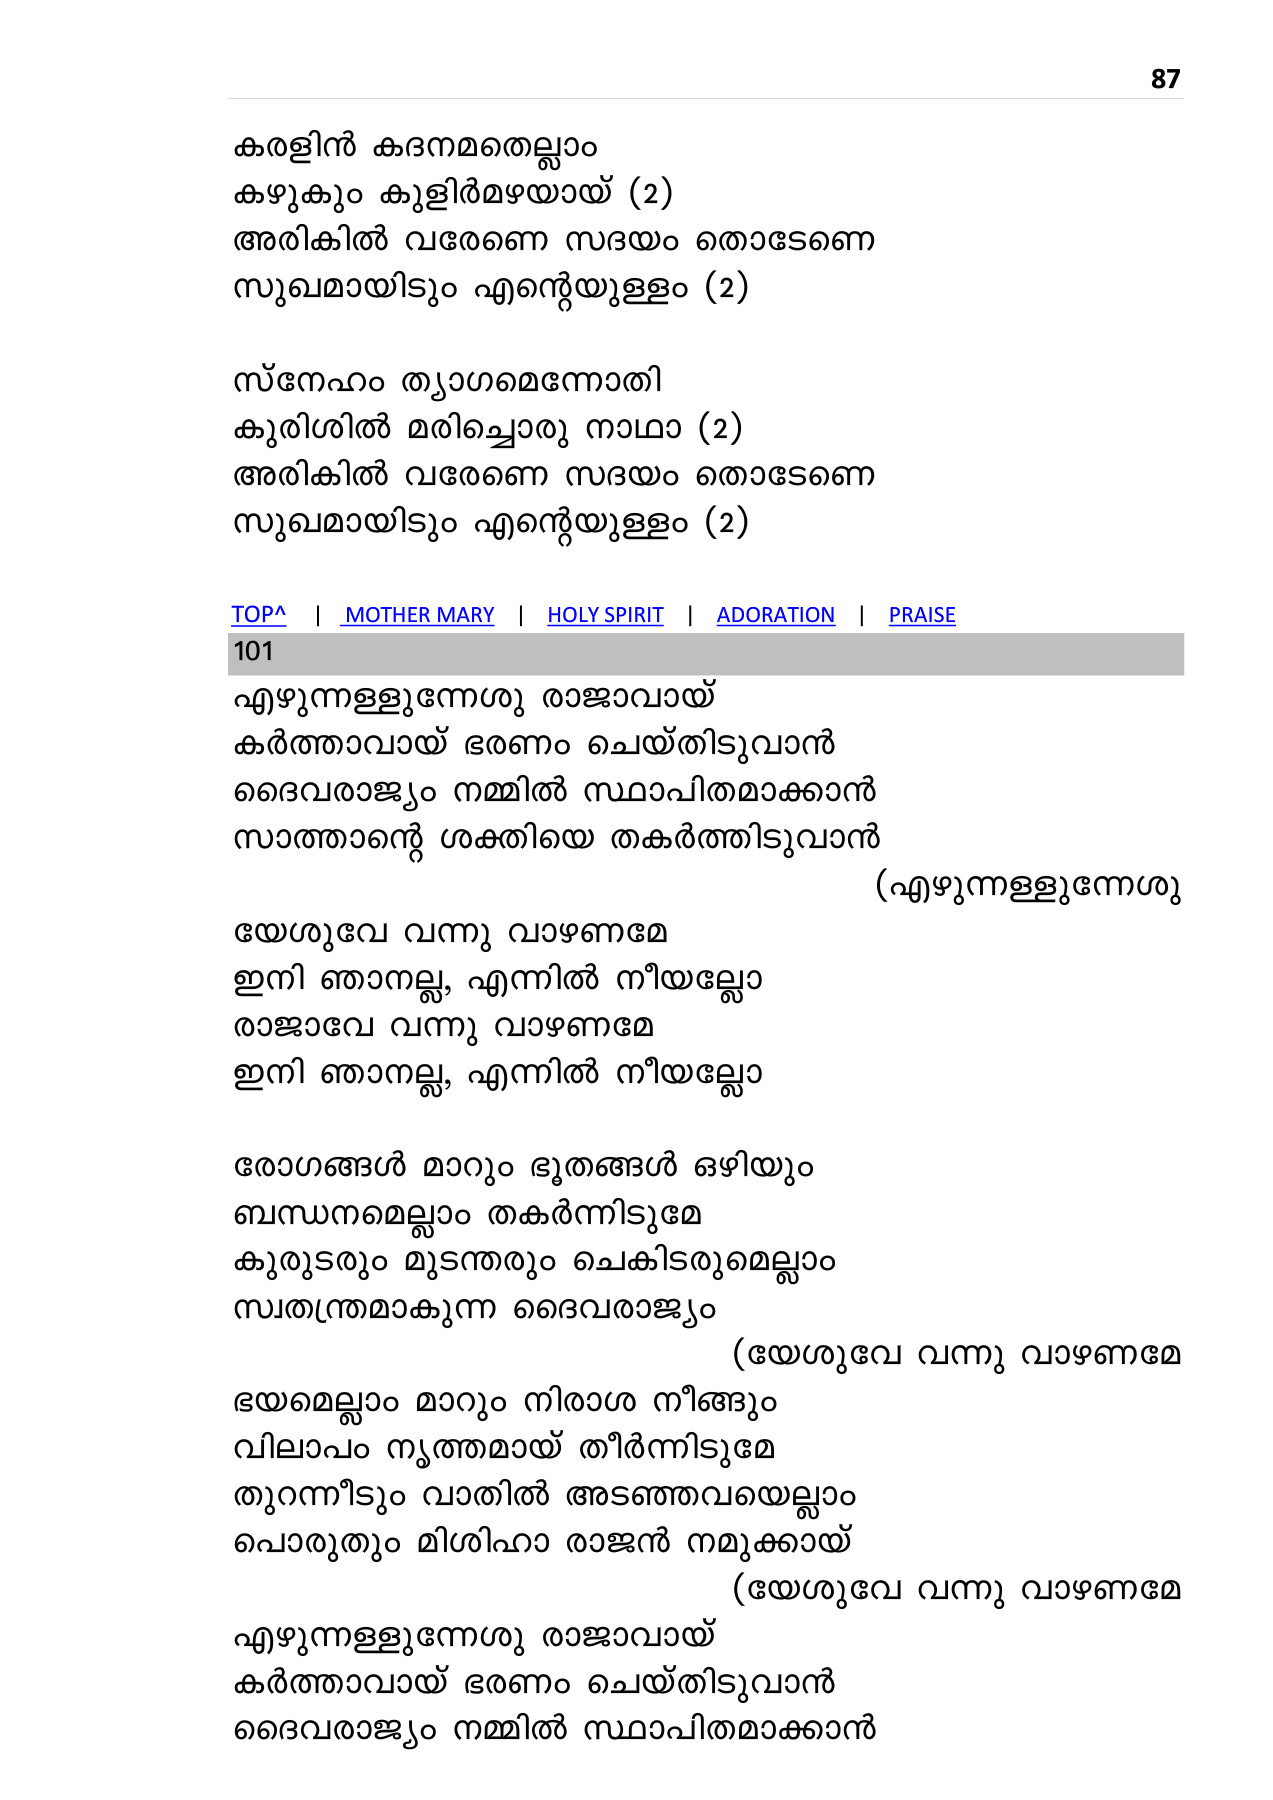 87
കരളിൻ കദനമതെല്ലാം
കഴുകും കുളിർമഴയായ് (2)
അരികിൽ വരേണെ സദയം തൊടേണെ
സുഖമായിടും എന്റെയുള്ളം (2)
സ്നേഹം ത്യാഗമെന്നോതി
കുരിശിൽ മരിച്ചൊരു നാഥാ (2)
അരികിൽ വരേണെ സദയം തൊടേണെ
സുഖമായിടും എന്റെയുള്ളം (2)
TOP^ | MOTHER MARY | HOLY SPIRIT | ADORATION | PRAISE
101
എഴുന്നള്ളുന്നേശു രാജാവായ്
കർത്താവായ് ഭരണം ചെയ്തിടുവാൻ
ദൈവരാജ്യം നമ്മിൽ സ്ഥാപിതമാക്കാൻ
സാത്താന്റെ ശക്തിയെ തകർത്തിടുവാൻ
(എഴുന്നള്ളുന്നേശു
യേശുവേ വന്നു വാഴണമേ
ഇനി ഞാനല്ല, എന്നിൽ നീയല്ലോ
രാജാവേ വന്നു വാഴണമേ
ഇനി ഞാനല്ല, എന്നിൽ നീയല്ലോ
രോഗങ്ങൾ മാറും ഭൂതങ്ങൾ ഒഴിയും
ബന്ധനമെല്ലാം തകർന്നിടുമേ
കുരുടരും മുടന്തരും ചെകിടരുമെല്ലാം
സ്വതന്ത്രമാകുന്ന ദൈവരാജ്യം
(യേശുവേ വന്നു വാഴണമേ
ഭയമെല്ലാം മാറും നിരാശ നീങ്ങും
വിലാപം നൃത്തമായ് തീർന്നിടുമേ
തുറന്നീടും വാതിൽ അടഞ്ഞവയെല്ലാം
പൊരുതും മിശിഹാ രാജൻ നമുക്കായ്
(യേശുവേ വന്നു വാഴണമേ
എഴുന്നള്ളുന്നേശു രാജാവായ്
കർത്താവായ് ഭരണം ചെയ്തിടുവാൻ
ദൈവരാജ്യം നമ്മിൽ സ്ഥാപിതമാക്കാൻ